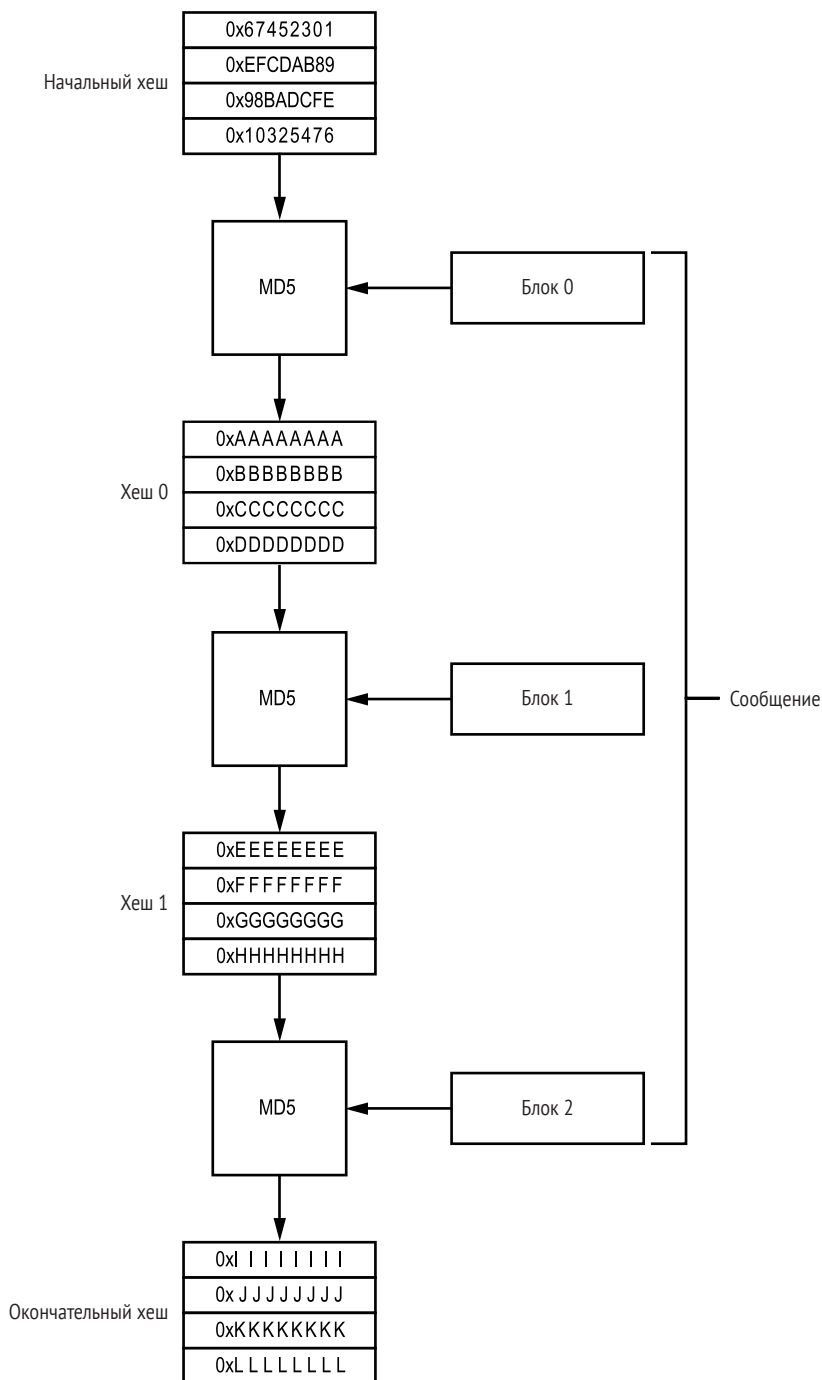 0x67452301
0xEFCDAB89
Начальный хеш
0x98BADCFE
0x10325476
MD5
Блок 0
0xAAAAAAAA
0xBBBBBBBB
Хеш 0
0xCCCCCCCC
0xDDDDDDDD
MD5
Блок 1
Сообщение
0xEEEEEEEE
0xFFFFFFFF
Хеш 1
0xGGGGGGGG
0xHHHHHHHH
MD5
Блок 2
0xIIIIIIII
0xJJJJJJJJ
Окончательный хеш
0xKKKKKKKK
0xLLLLLLLL